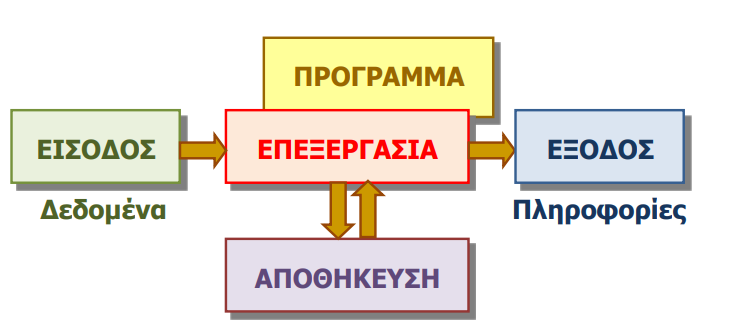 ΠΡΟΓΡΑΜΜΑ
ΕΙΣΟΔΟΣ
ΕΠΕΞΕΡΓΑΣΙΑ
ΕΞΟΔΟΣ
Δεδομένα
Πληροφορίες
ΑΠΟΘΗΚΕΥΣΗ